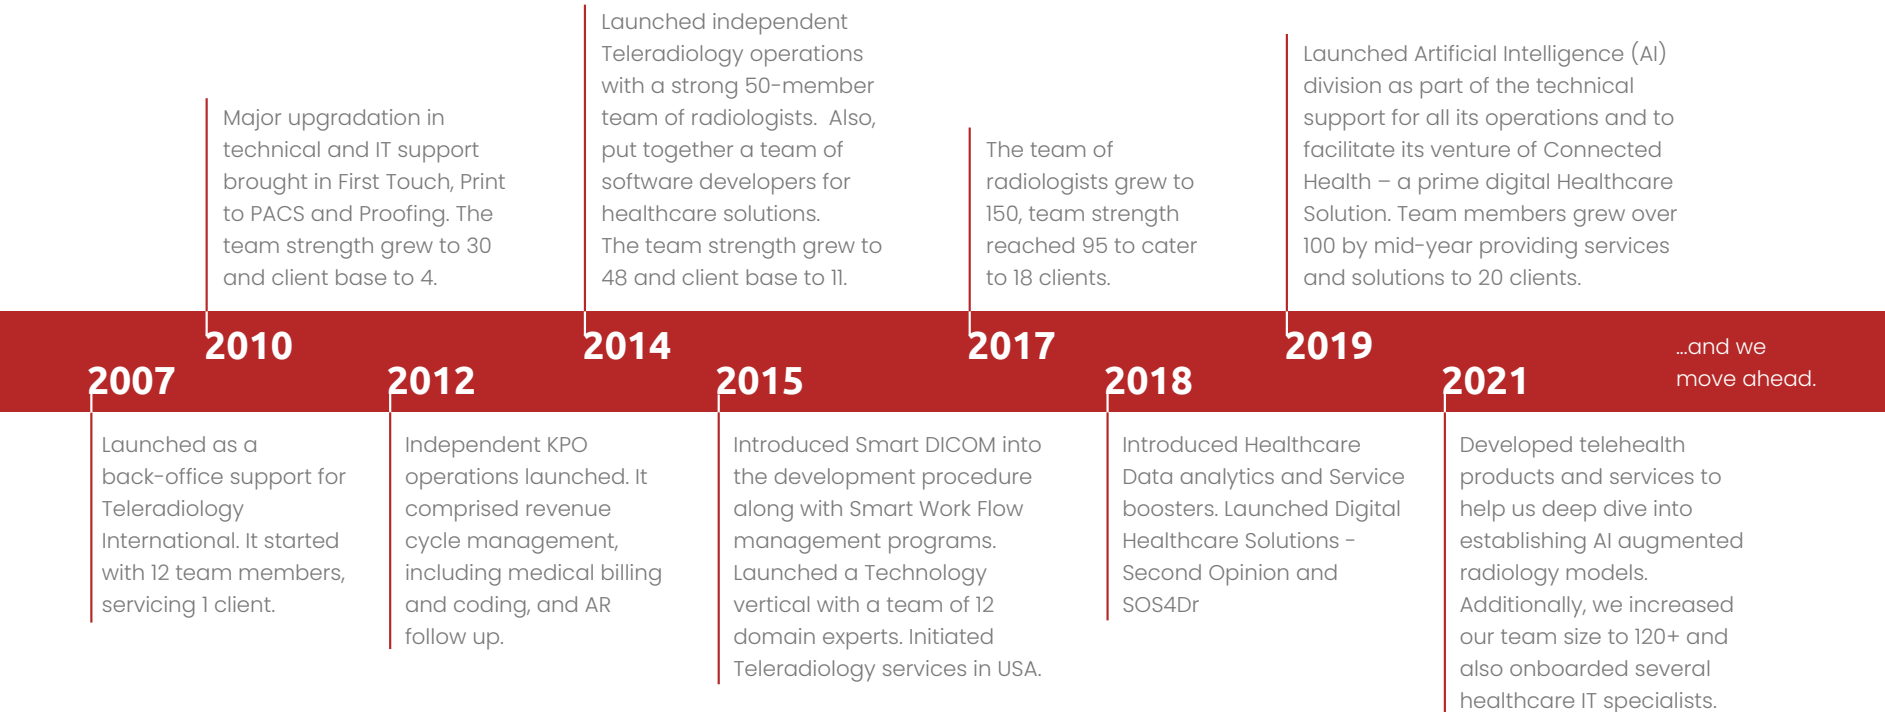 2007
Launched as a
back-office support for
Teleradiology
International. It started
with 12 team members,
servicing 1 client.
2010
Major upgradation in
technical and IT support
brought in First Touch, Print
to PACS and Proofing. The
team strength grew to 30
and client base to 4.
2012
Independent KPO
operations launched. It
comprised revenue
cycle management,
including medical billing
and coding, and AR
follow up.
2014
Launched independent
Teleradiology operations
with a strong 50-member
team of radiologists.  Also,
put together a team of
software developers for
healthcare solutions.
The team strength grew to
48 and client base to 11.
2015
Introduced Smart DICOM into
the development procedure
along with Smart Work Flow
management programs.
Launched a Technology
vertical with a team of 12
domain experts. Initiated
Teleradiology services in USA.
2017
The team of
radiologists grew to
150, team strength
reached 95 to cater
to 18 clients.
2018
Introduced Healthcare
Data analytics and Service
boosters. Launched Digital
Healthcare Solutions -
Second Opinion and
SOS4Dr
2019
Launched Artificial Intelligence (AI)
division as part of the technical
support for all its operations and to
facilitate its venture of Connected
Health – a prime digital Healthcare
Solution. Team members grew over
100 by mid-year providing services
and solutions to 20 clients.
2021
Developed telehealth
products and services to
help us deep dive into
establishing AI augmented
radiology models.
Additionally, we increased
our team size to 120+ and
also onboarded several
healthcare IT specialists.
...and we
move ahead.